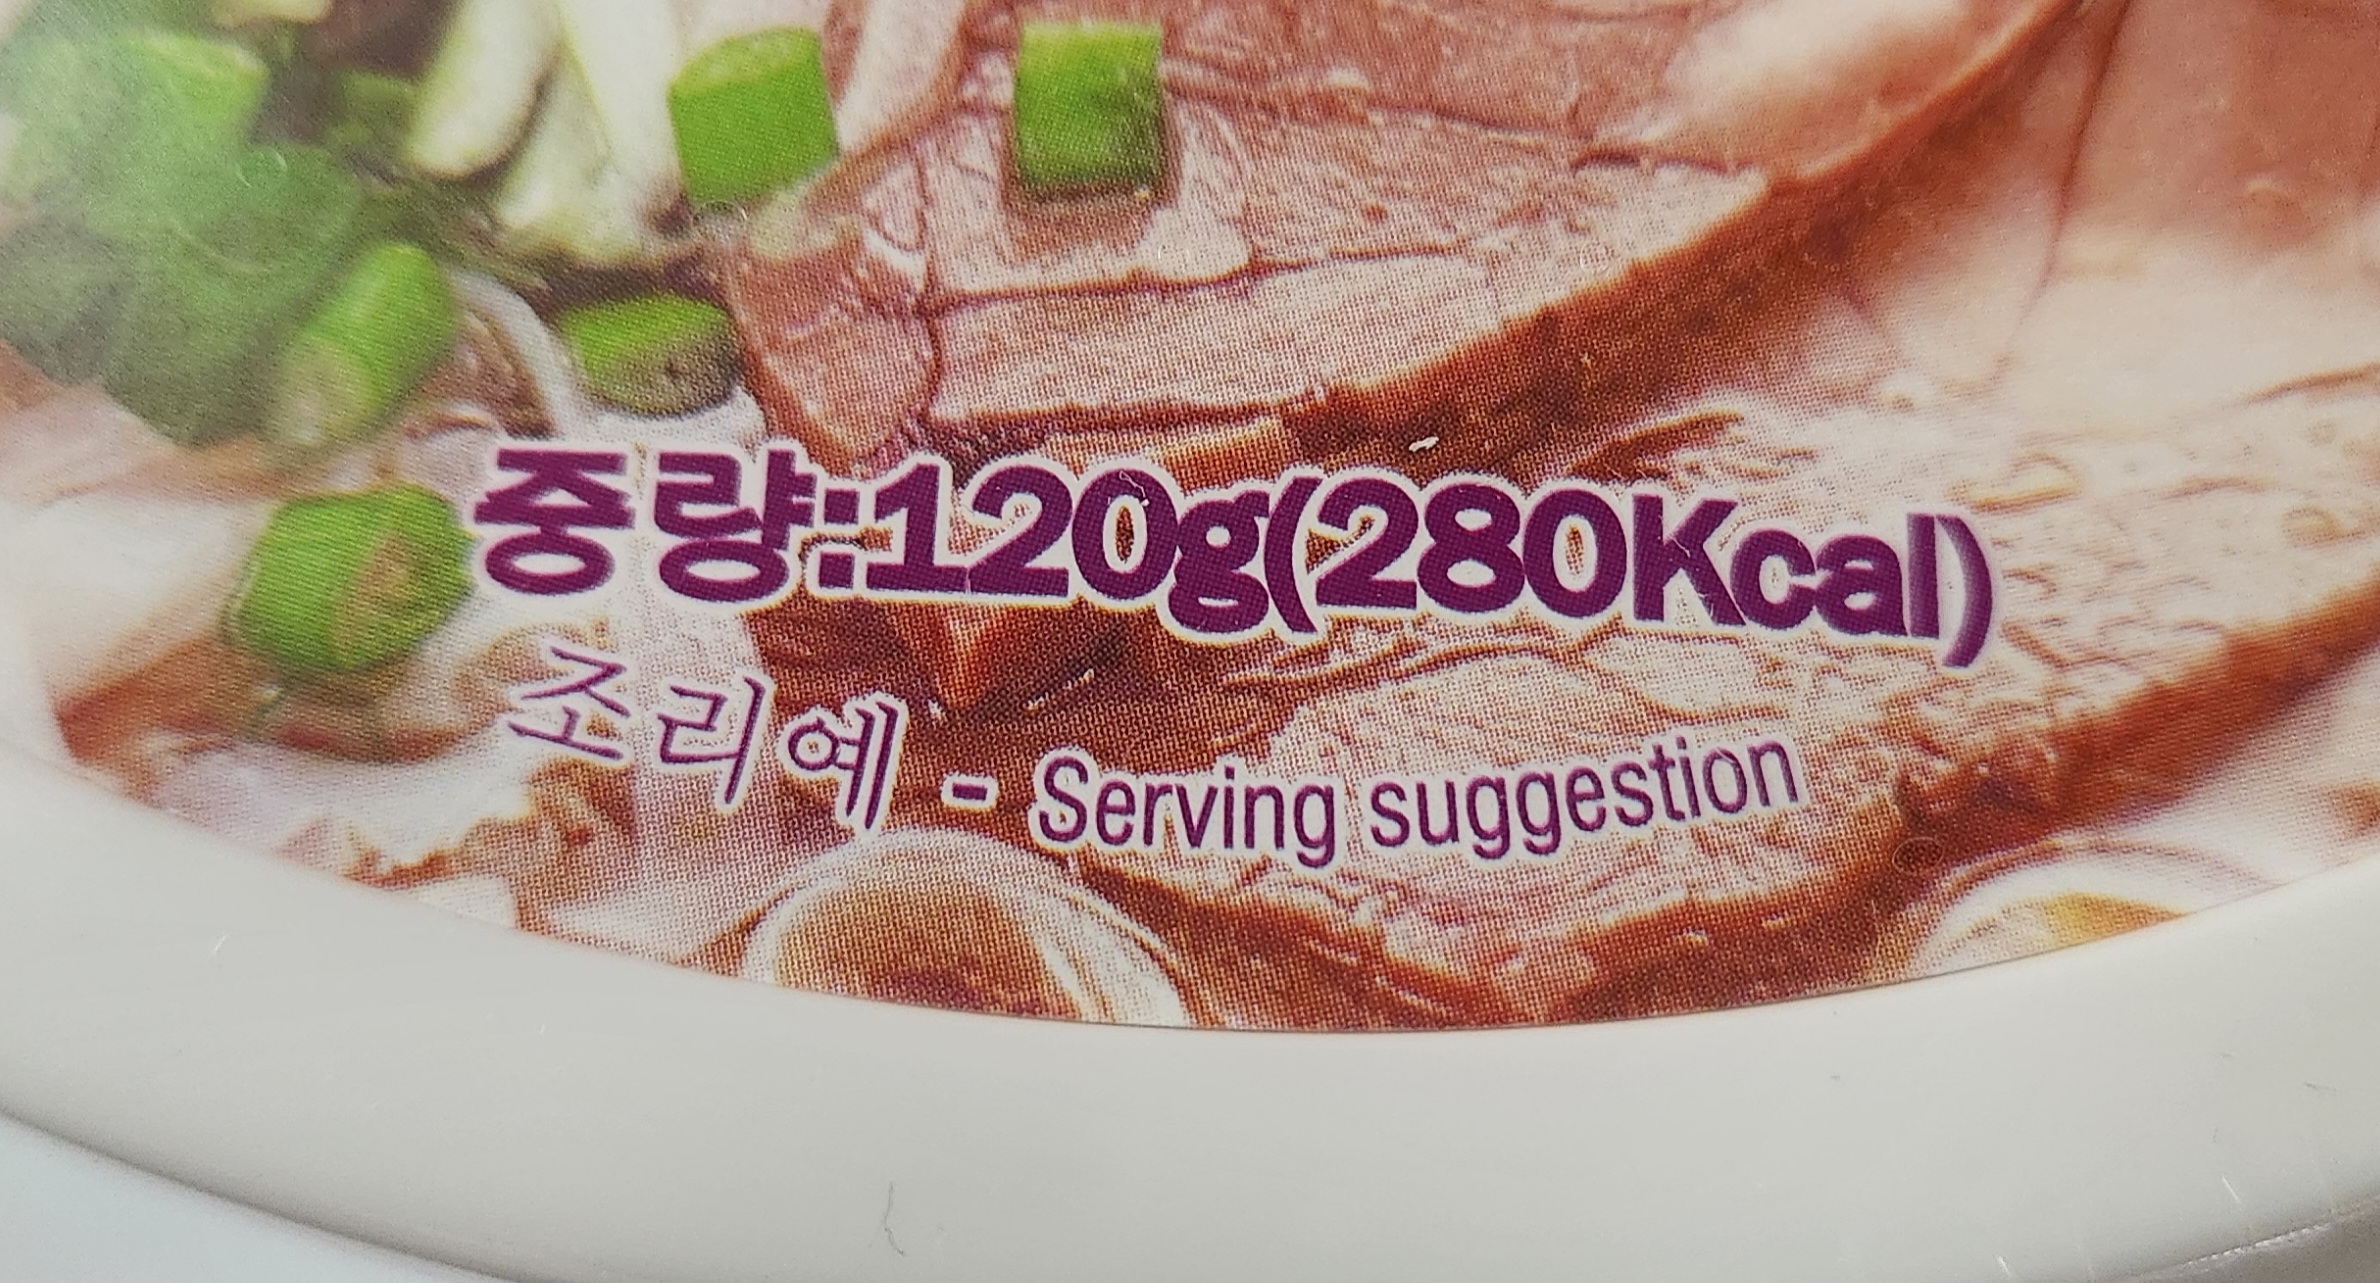 중량:120g(280Kcal)
조리예 - Serving suggestion